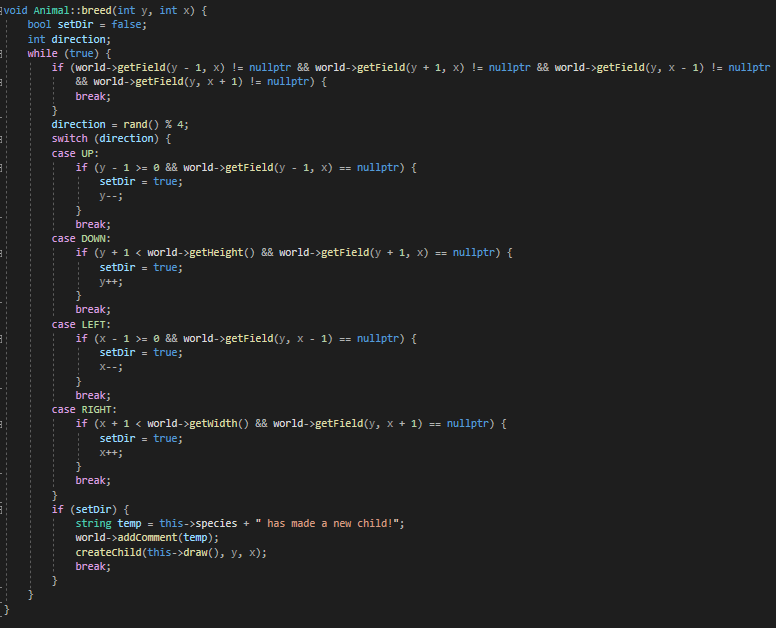 void Animal::breed(int y, int x) {
    bool setDir = false;
    int direction;
    while (true) {
        if (world->getField(y - 1, x) != nullptr && world->getField(y + 1, x) != nullptr && world->getField(y, x - 1) != nullptr
            && world->getField(y, x + 1) != nullptr) {
            break;
        }
        direction = rand() % 4;
        switch (direction) {
        case UP:
            if (y - 1 >= 0 && world->getField(y - 1, x) == nullptr) {
                setDir = true;
                y--;
            }
            break;
        case DOWN:
            if (y + 1 < world->getHeight() && world->getField(y + 1, x) == nullptr) {
                setDir = true;
                y++;
            }
            break;
        case LEFT:
            if (x - 1 >= 0 && world->getField(y, x - 1) == nullptr) {
                setDir = true;
                x--;
            }
            break;
        case RIGHT:
            if (x + 1 < world->getWidth() && world->getField(y, x + 1) == nullptr) {
                setDir = true;
                x++;
            }
            break;
        }
        if (setDir) {
            string temp = this->species + " has made a new child!";
            world->addComment(temp);
            createChild(this->draw(), y, x);
            break;
        }
    }
}